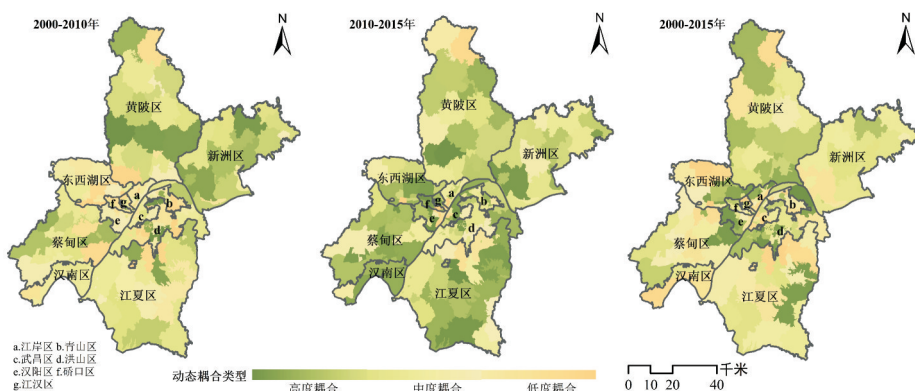 2000-2010年
N
黄陂区
新洲区
东西湖区
a
b
f
g
c
e
d
蔡甸区
汉南区
江夏区
2010-2015年
N
黄陂区
新洲区
东西湖区
a
b
f
g
c
e
d
蔡甸区
汉南区
江夏区
2000-2015年
N
黄陂区
新洲区
东西湖区
a
b
f
g
c
e
d
蔡甸区
汉南区
江夏区
a.江岸区 b.青山区
c.武昌区 d.洪山区
e.汉阳区 f.硚口区
g.江汉区
动态耦合类型
高度耦合 中度耦合 低度耦合
千米
0 10 20 40